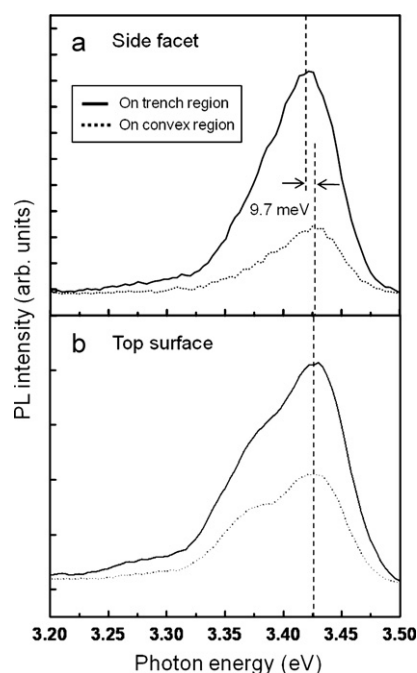 a Side facet
On trench region
On convex region
9.7 meV
PL intensity (arb. units)
b Top surface
3.20 3.25 3.30 3.35 3.40 3.45 3.50
Photon energy (eV)